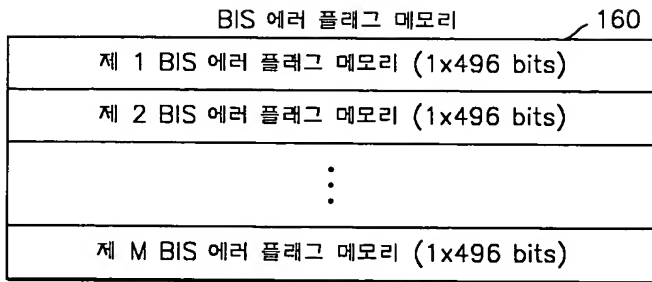 BIS 에러 플래그 메모리
160
제 1 BIS 에러 플래그 메모리 (1x496 bits)
제 2 BIS 에러 플래그 메모리 (1x496 bits)
제 M BIS 에러 플래그 메모리 (1x496 bits)